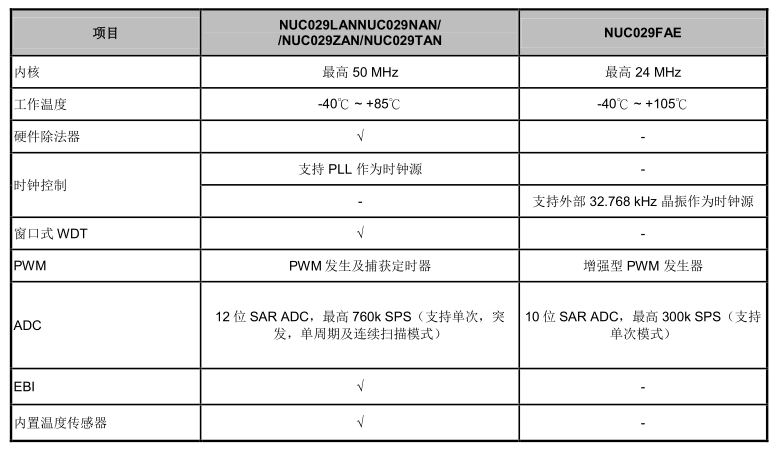 项目
NUC029LANNUC029NAN/
/NUC029ZAN/NUC029TAN
NUC029FAE
内核
最高 50 MHz
最高 24 MHz
工作温度
-40℃ ~ +85℃
-40℃ ~ +105℃
硬件除法器
√
-
时钟控制
支持 PLL 作为时钟源
-
-
支持外部 32.768 kHz 晶振作为时钟源
窗口式 WDT
√
-
PWM
PWM 发生及捕获定时器
增强型 PWM 发生器
ADC
12 位 SAR ADC，最高 760k SPS（支持单次，突
发，单周期及连续扫描模式）
10 位 SAR ADC，最高 300k SPS（支持
单次模式）
EBI
√
-
内置温度传感器
√
-